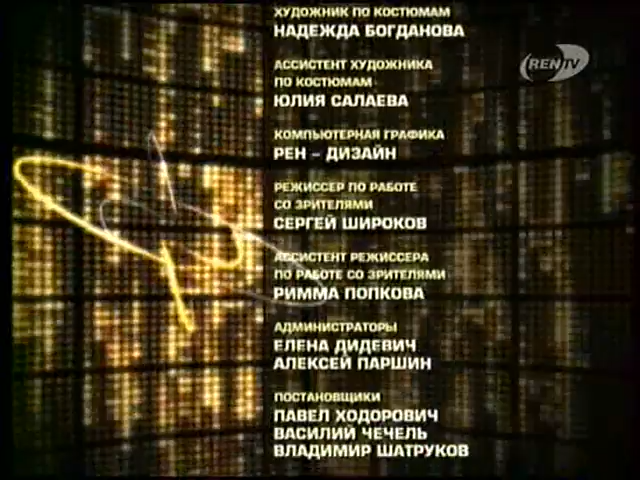 ХУДОЖНИК ПО КОСТЮМАМ
НАДЕЖДА БОГДАНОВА
REN TV
АССИСТЕНТ ХУДОЖНИКА
ПО КОСТЮМАМ
ЮЛИЯ САЛАЕВА
КОМПЬЮТЕРНАЯ ГРАФИКА
РЕН – ДИЗАЙН
РЕЖИССЕР ПО РАБОТЕ
СО ЗРИТЕЛЯМИ
СЕРГЕЙ ШИРОКОВ
АССИСТЕНТ РЕЖИССЕРА
ПО РАБОТЕ СО ЗРИТЕЛЯМИ
РИММА ПОПКОВА
АДМИНИСТРАТОРЫ
ЕЛЕНА ДИДЕВИЧ
АЛЕКСЕЙ ПАРШИН
ПОСТАНОВЩИКИ
ПАВЕЛ ХОДОРОВИЧ
ВАСИЛИЙ ЧЕЧЕЛЬ
ВЛАДИМИР ШАТРУКОВ